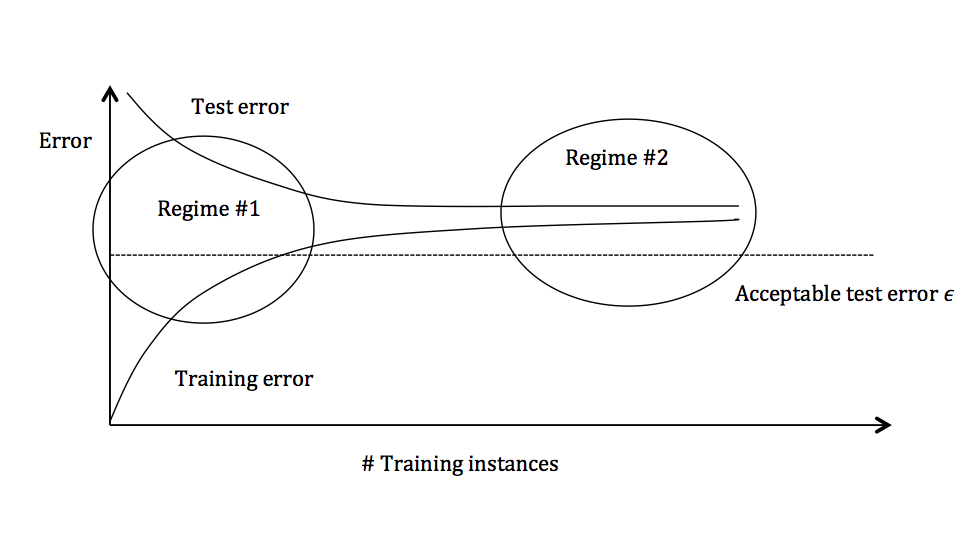 Test error
Error
Regime #2
Regime #1
Acceptable test error ϵ
Training error
# Training instances